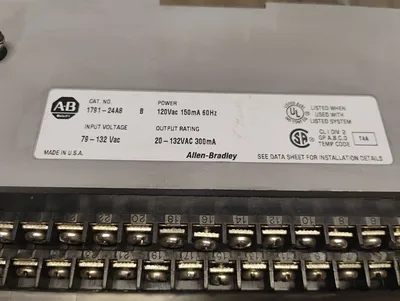 AB
CAT. NO.
1791-24A8 B
POWER
120Vac 150mA 60Hz
INPUT VOLTAGE
79-132 Vac
OUTPUT RATING
20-132VAC 300mA
MADE IN U.S.A.
Allen-Bradley
LISTED WHEN
USED WITH
LISTED SYSTEM
CL I DIV 2
GP A,B,C,D
TEMP CODE
T4A
SEE DATA SHEET FOR INSTALLATION DETAILS